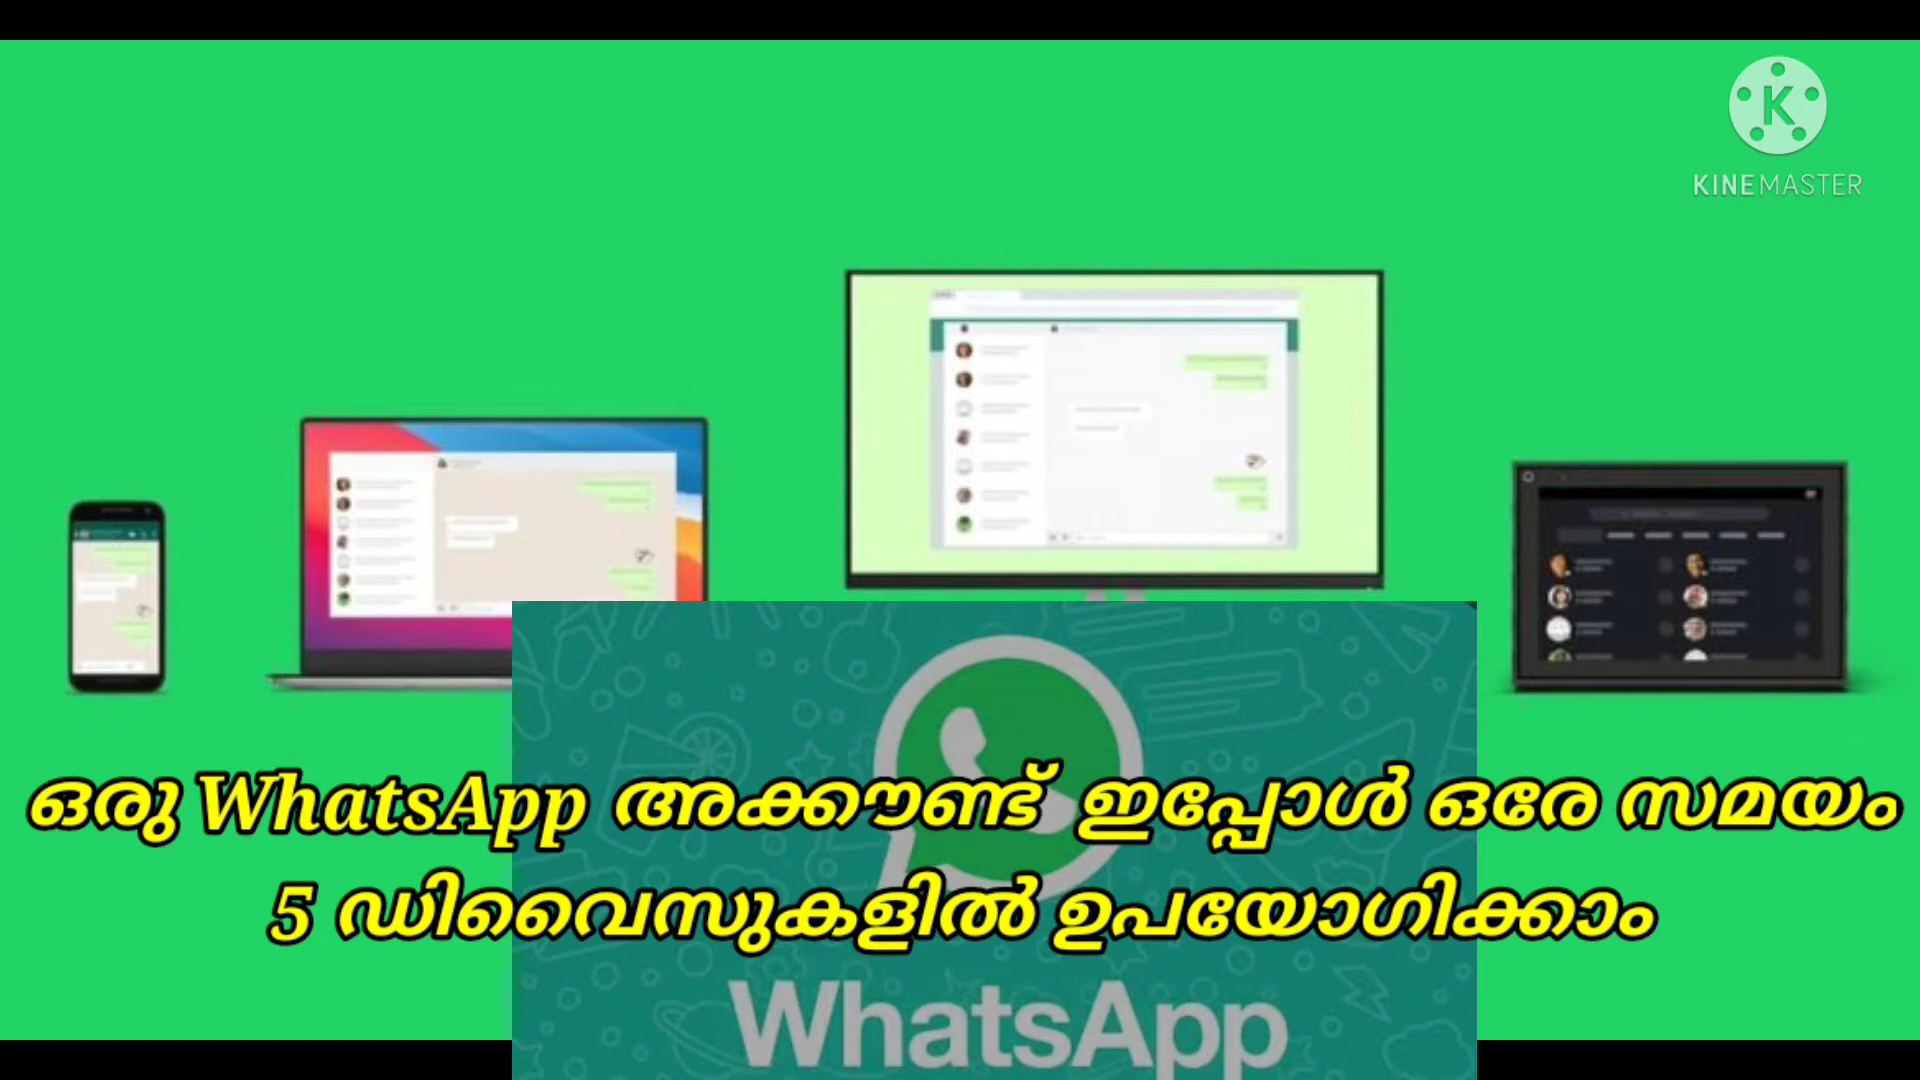 K
KINEMASTER
ഒരു WhatsApp അക്കൗണ്ട് ഇപ്പോൾ ഒരേ സമയം
5 ഡിവൈസുകളിൽ ഉപയോഗിക്കാം
WhatsApp